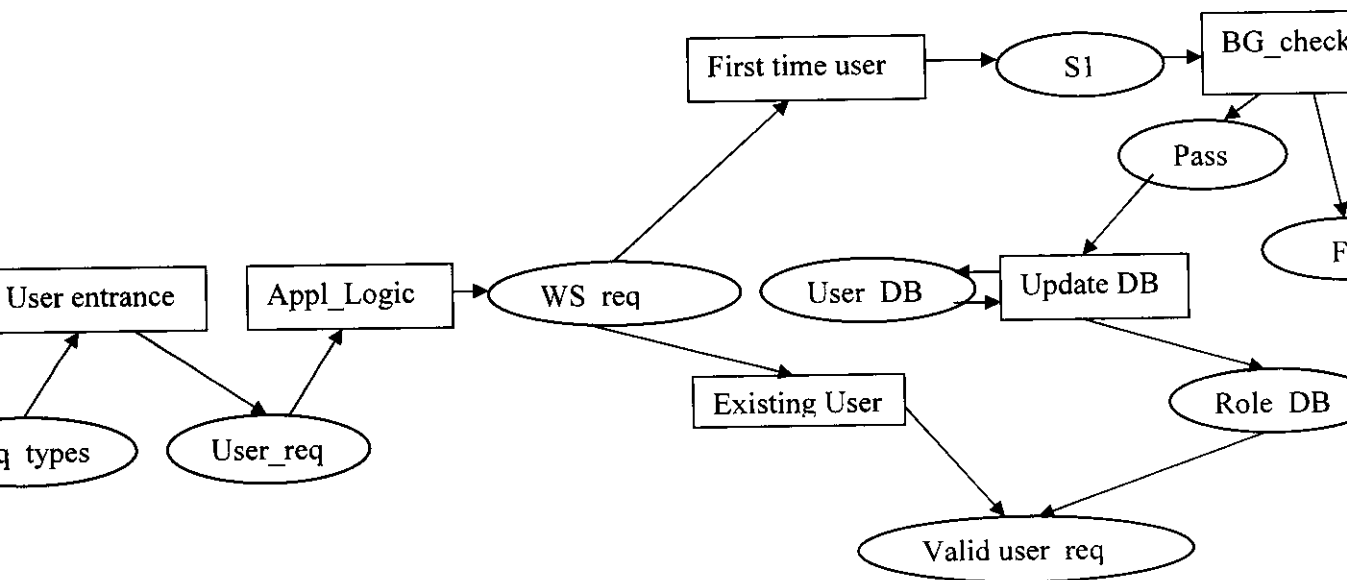 BG_check
First time user
S1
Pass
F
User entrance
Appl_Logic
WS req
User DB
Update DB
Existing User
Role DB
q types
User_req
Valid user req